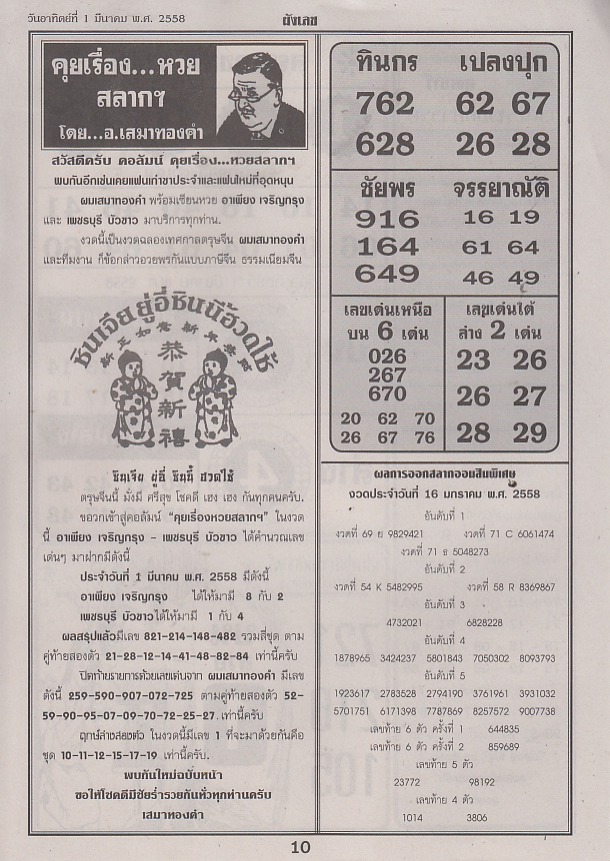 วันอาทิตย์ที่ 1 มีนาคม พ.ศ. 2558
ผังเลข
คุยเรื่อง...หวย
สลากฯ
โดย...อ.เสมาทองคำ
สวัสดีครับ คอลัมน์ คุยเรื่อง...หวยสลากฯ
พบกันอีกเช่นเคยแฟนเก่าขาประจำและแฟนใหม่ที่อุดหนุน
ผมเสมาทองคำ พร้อมเซียนหวย อาเพียง เจริญกรุง
และ เพชรบุรี บัวขาว มาบริการทุกท่าน.
งวดนี้เป็นงวดฉลองเทศกาลตรุษจีน ผมเสมาทองคำ
และทีมงาน ก็ข้อกล่าวอวยพรกันแบบภาษีจีน ธรรมเนียมจีน
ซินเจียยู่อี่ซินนี้ฮ้วดไช้
新正如意新年發財
恭
賀
新
禧
ซินเจีย ยู่อี่ ซินนี้ ฮวดไช้
ตรุษจีนนี้ มั่งมี ศรีสุข โชคดี เฮง เฮง กันทุกคนครับ.
ขอวกเข้าสู่คอลัมน์ "คุยเรื่องหวยสลากฯ" ในงวด
นี้ อาเพียง เจริญกรุง - เพชรบุรี บัวขาว ได้คำนวณเลข
เด่นๆ มาฝากมีดังนี้
ประจำวันที่ 1 มีนาคม พ.ศ. 2558 มีดังนี้
อาเพียง เจริญกรุง ได้ให้มามี 8 กับ 2
เพชรบุรี บัวขาวได้ให้มามี 1 กับ 4
ผลสรุปแล้วมีเลข 821-214-148-482 รวมสี่ชุด ตาม
คู่ท้ายสองตัว 21-28-12-14-41-48-82-84 เท่านี้ครับ
ปิดท้ายรายการด้วยเลขเด่นจาก ผมเสมาทองคำ มีเลข
ดังนี้ 259-590-907-072-725 ตามคู่ท้ายสองตัว 52-
59-90-95-07-09-70-72-25-27.เท่านี้ครับ
ฤกษ์ล่างสองตัว ในงวดนี้มีเลข 1 ที่จะมาด้วยกันคือ
ชุด 10-11-12-15-17-19 เท่านี้ครับ.
พบกันใหม่ฉบับหน้า
ขอให้โชคดีมีชัยร่ำรวยกันทั่วทุกท่านครับ
เสมาทองคำ
ทินกร
762
628
เปลงปุก
62 67
26 28
ชัยพร
916
164
649
จรรยาณัติ
16 19
61 64
46 49
เลขเด่นเหนือ
บน 6 เด่น
026
267
670
20 62 70
26 67 76
เลขเด่นใต้
ล่าง 2 เด่น
23 26
26 27
28 29
ผลการออกสลากออมสินพิเศษ
งวดประจำวันที่ 16 มกราคม พ.ศ. 2558
อันดับที่ 1
งวดที่ 69 ย 9829421 งวดที่ 71 C 6061474
งวดที่ 71 ธ 5048273
อันดับที่ 2
งวดที่ 54 K 5482995 งวดที่ 58 R 8369867
อันดับที่ 3
4732021 6828228
อันดับที่ 4
1878965 3424237 5801843 7050302 8093793
อันดับที่ 5
1923617 2783528 2794190 3761961 3931032
5701751 6171398 7787869 8257572 9007738
เลขท้าย 6 ตัว ครั้งที่ 1 644835
เลขท้าย 6 ตัว ครั้งที่ 2 859689
เลขท้าย 5 ตัว
23772 98192
เลขท้าย 4 ตัว
1014 3806
10